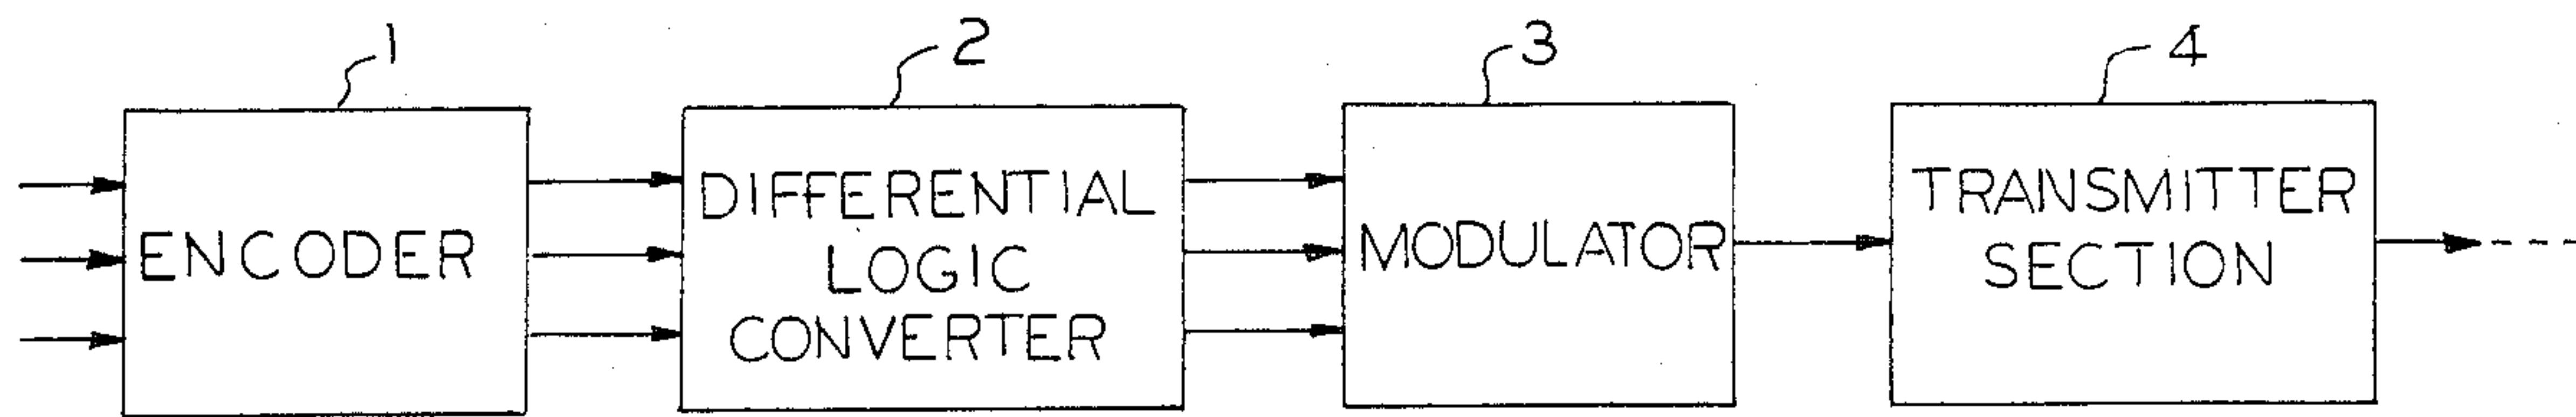 1
2
3
4
ENCODER
DIFFERENTIAL
LOGIC
CONVERTER
MODULATOR
TRANSMITTER
SECTION